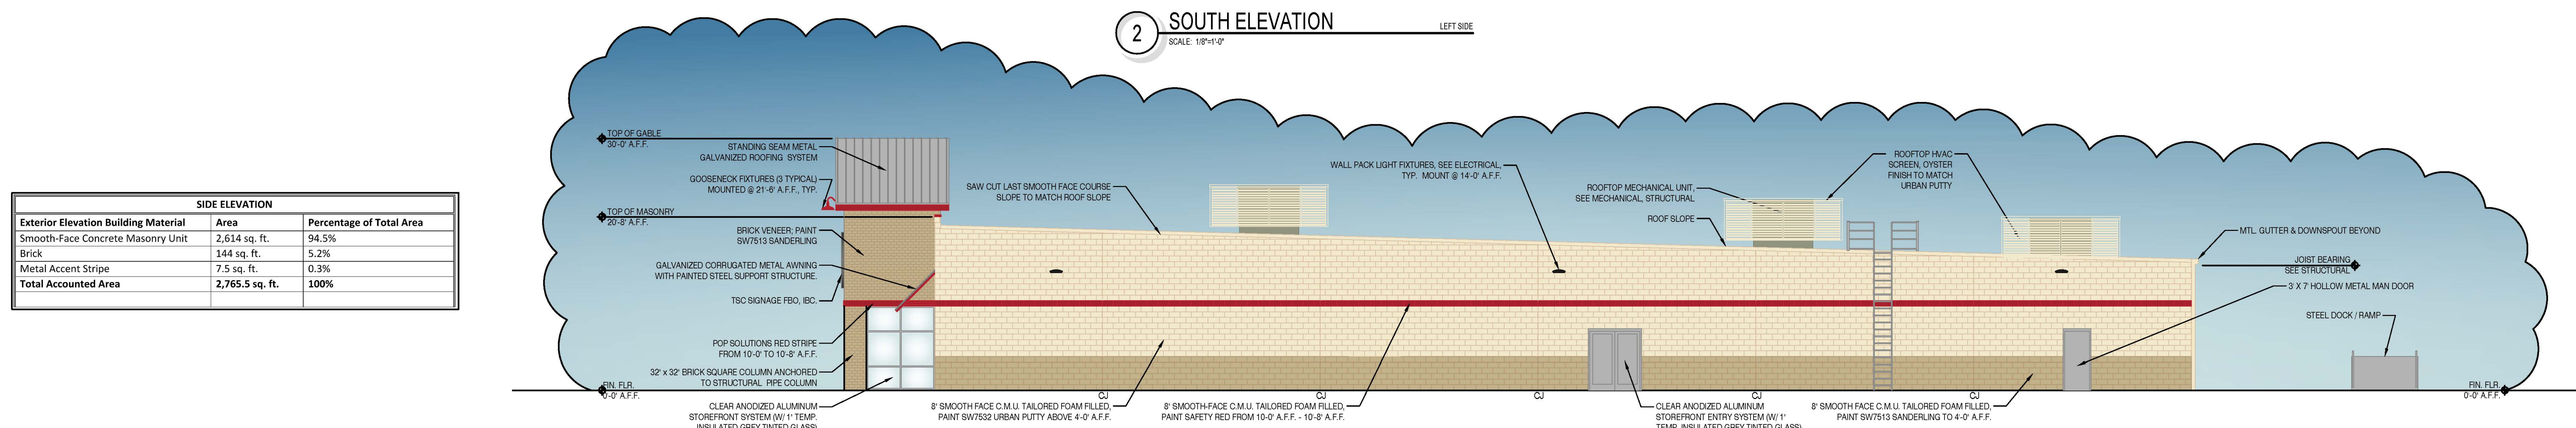 2
SOUTH ELEVATION
LEFT SIDE
SCALE: 1/8"=1'-0"
SIDE ELEVATION
Exterior Elevation Building Material Area Percentage of Total Area
Smooth-Face Concrete Masonry Unit 2,614 sq. ft. 94.5%
Brick 144 sq. ft. 5.2%
Metal Accent Stripe 7.5 sq. ft. 0.3%
Total Accounted Area 2,765.5 sq. ft. 100%
TOP OF GABLE
30'-0' A.F.F.
STANDING SEAM METAL
GALVANIZED ROOFING SYSTEM
GOOSENECK FIXTURES (3 TYPICAL)
MOUNTED @ 21'-6' A.F.F., TYP.
TOP OF MASONRY
20'-8' A.F.F.
BRICK VENEER; PAINT
SW7513 SANDERLING
GALVANIZED CORRUGATED METAL AWNING
WITH PAINTED STEEL SUPPORT STRUCTURE.
TSC SIGNAGE FBO, IBC.
POP SOLUTIONS RED STRIPE
FROM 10'-0' TO 10'-8' A.F.F.
32' x 32' BRICK SQUARE COLUMN ANCHORED
TO STRUCTURAL PIPE COLUMN
FIN. FLR.
0'-0' A.F.F.
CLEAR ANODIZED ALUMINUM
STOREFRONT SYSTEM (W/ 1' TEMP.
INSULATED GREY TINTED GLASS)
SAW CUT LAST SMOOTH FACE COURSE
SLOPE TO MATCH ROOF SLOPE
WALL PACK LIGHT FIXTURES, SEE ELECTRICAL,
TYP. MOUNT @ 14'-0' A.F.F.
ROOFTOP MECHANICAL UNIT,
SEE MECHANICAL, STRUCTURAL
ROOF SLOPE
ROOFTOP HVAC
SCREEN, OYSTER
FINISH TO MATCH
URBAN PUTTY
MTL. GUTTER & DOWNSPOUT BEYOND
JOIST BEARING
SEE STRUCTURAL
3' X 7' HOLLOW METAL MAN DOOR
STEEL DOCK / RAMP
FIN. FLR.
0'-0' A.F.F.
CJ
CJ
CJ
CJ
CJ
8' SMOOTH FACE C.M.U. TAILORED FOAM FILLED,
PAINT SW7532 URBAN PUTTY ABOVE 4'-0' A.F.F.
8' SMOOTH-FACE C.M.U. TAILORED FOAM FILLED,
PAINT SAFETY RED FROM 10-0' A.F.F. - 10'-8' A.F.F.
CLEAR ANODIZED ALUMINUM
STOREFRONT ENTRY SYSTEM (W/ 1'
TEMP. INSULATED GREY TINTED GLASS)
8' SMOOTH FACE C.M.U. TAILORED FOAM FILLED,
PAINT SW7513 SANDERLING TO 4'-0' A.F.F.